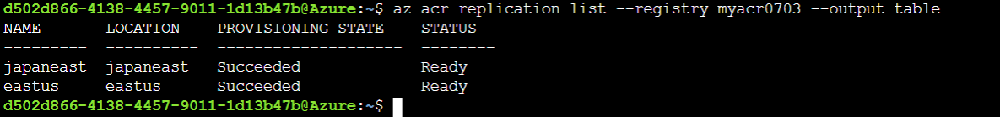 d502d866-4138-4457-9011-1d13b47b@Azure:~$ az acr replication list --registry myacr0703 --output table
NAME       LOCATION    PROVISIONING STATE    STATUS
---------  ----------  --------------------  --------
japaneast  japaneast   Succeeded             Ready
eastus     eastus      Succeeded             Ready
d502d866-4138-4457-9011-1d13b47b@Azure:~$